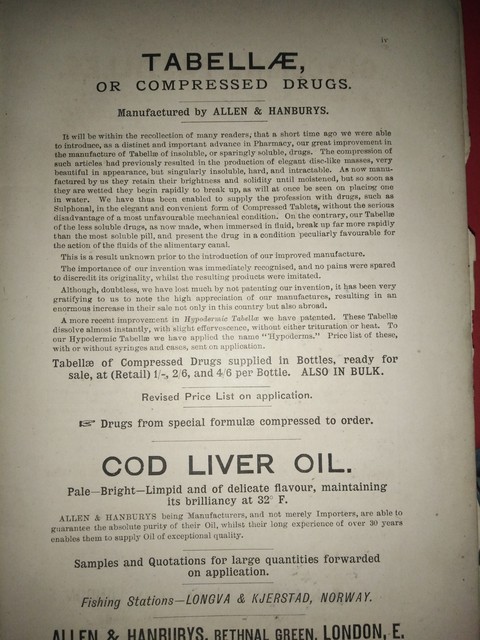 iv
TABELLÆ,
OR COMPRESSED DRUGS.
Manufactured by ALLEN & HANBURYS.
It will be within the recollection of many readers, that a short time ago we were able
to introduce, as a distinct and important advance in Pharmacy, our great improvement in
the manufacture of Tabellæ of insoluble, or sparingly soluble, drugs. The compression of
such articles had previously resulted in the production of elegant disc-like masses, very
beautiful in appearance, but singularly insoluble, hard, and intractable. As now manu-
factured by us they retain their brightness and solidity until moistened, but so soon as
they are wetted they begin rapidly to break up, as will at once be seen on placing one
in water. We have thus been enabled to supply the profession with drugs, such as
Sulphonal, in the elegant and convenient form of Compressed Tablets, without the serious
disadvantage of a most unfavourable mechanical condition. On the contrary, our Tabellæ
of the less soluble drugs, as now made, when immersed in fluid, break up far more rapidly
than the most soluble pill, and present the drug in a condition peculiarly favourable for
the action of the fluids of the alimentary canal.
This is a result unknown prior to the introduction of our improved manufacture.
The importance of our invention was immediately recognised, and no pains were spared
to discredit its originality, whilst the resulting products were imitated.
Although, doubtless, we have lost much by not patenting our invention, it has been very
gratifying to us to note the high appreciation of our manufactures, resulting in an
enormous increase in their sale not only in this country but also abroad.
A more recent improvement in Hypodermic Tabellæ we have patented. These Tabellæ
dissolve almost instantly, with slight effervescence, without either trituration or heat. To
our Hypodermic Tabellæ we have applied the name "Hypoderms." Price list of these,
with or without syringes and cases, sent on application.
Tabellæ of Compressed Drugs supplied in Bottles, ready for
sale, at (Retail) 1/-, 2/6, and 4/6 per Bottle. ALSO IN BULK.
Revised Price List on application.
☞ Drugs from special formulæ compressed to order.
COD LIVER OIL.
Pale—Bright—Limpid and of delicate flavour, maintaining
its brilliancy at 32° F.
ALLEN & HANBURYS being Manufacturers, and not merely Importers, are able to
guarantee the absolute purity of their Oil, whilst their long experience of over 30 years
enables them to supply Oil of exceptional quality.
Samples and Quotations for large quantities forwarded
on application.
Fishing Stations—LONGVA & KJERSTAD, NORWAY.
ALLEN & HANBURYS, BETHNAL GREEN, LONDON, E.